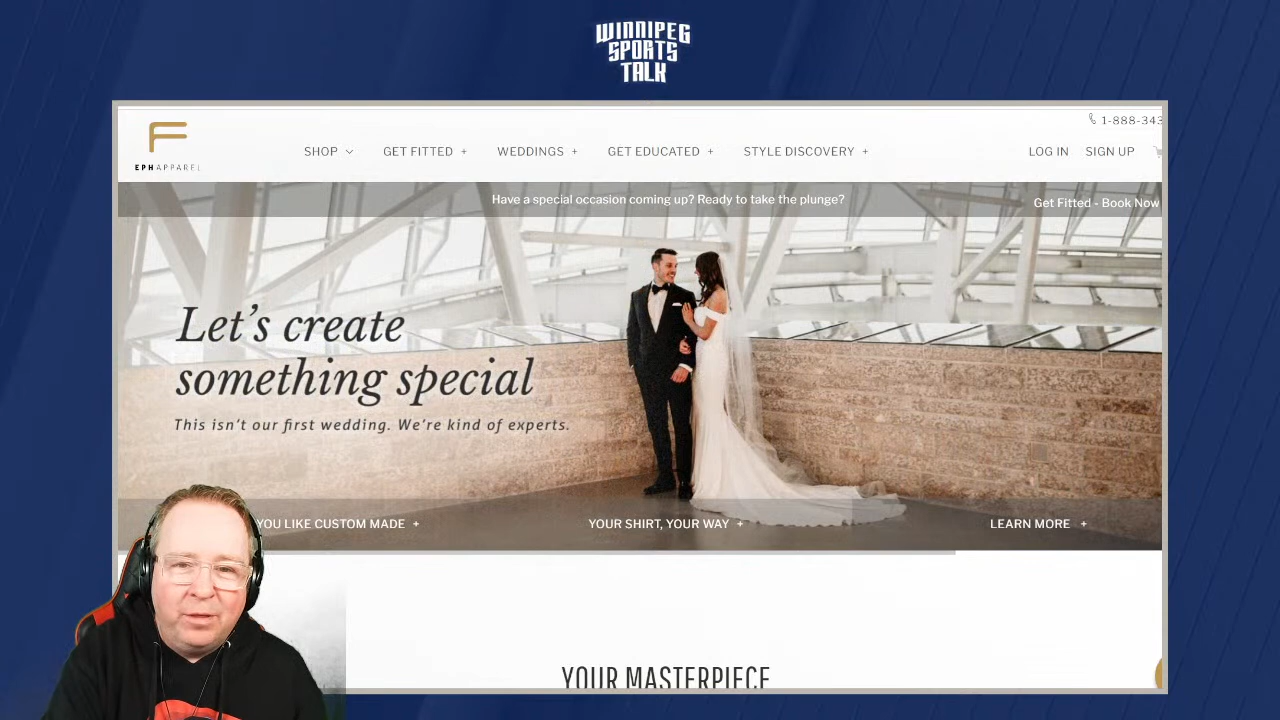 WINNIPEG
SPORTS
TALK
1-888-343
EPHAPPAREL
SHOP
GET FITTED +
WEDDINGS +
GET EDUCATED +
STYLE DISCOVERY +
LOG IN
SIGN UP
Have a special occasion coming up? Ready to take the plunge?
Get Fitted - Book Now
Let's create
something special
This isn't our first wedding. We're kind of experts.
YOU LIKE CUSTOM MADE +
YOUR SHIRT, YOUR WAY +
LEARN MORE +
YOUR MASTERPIECE